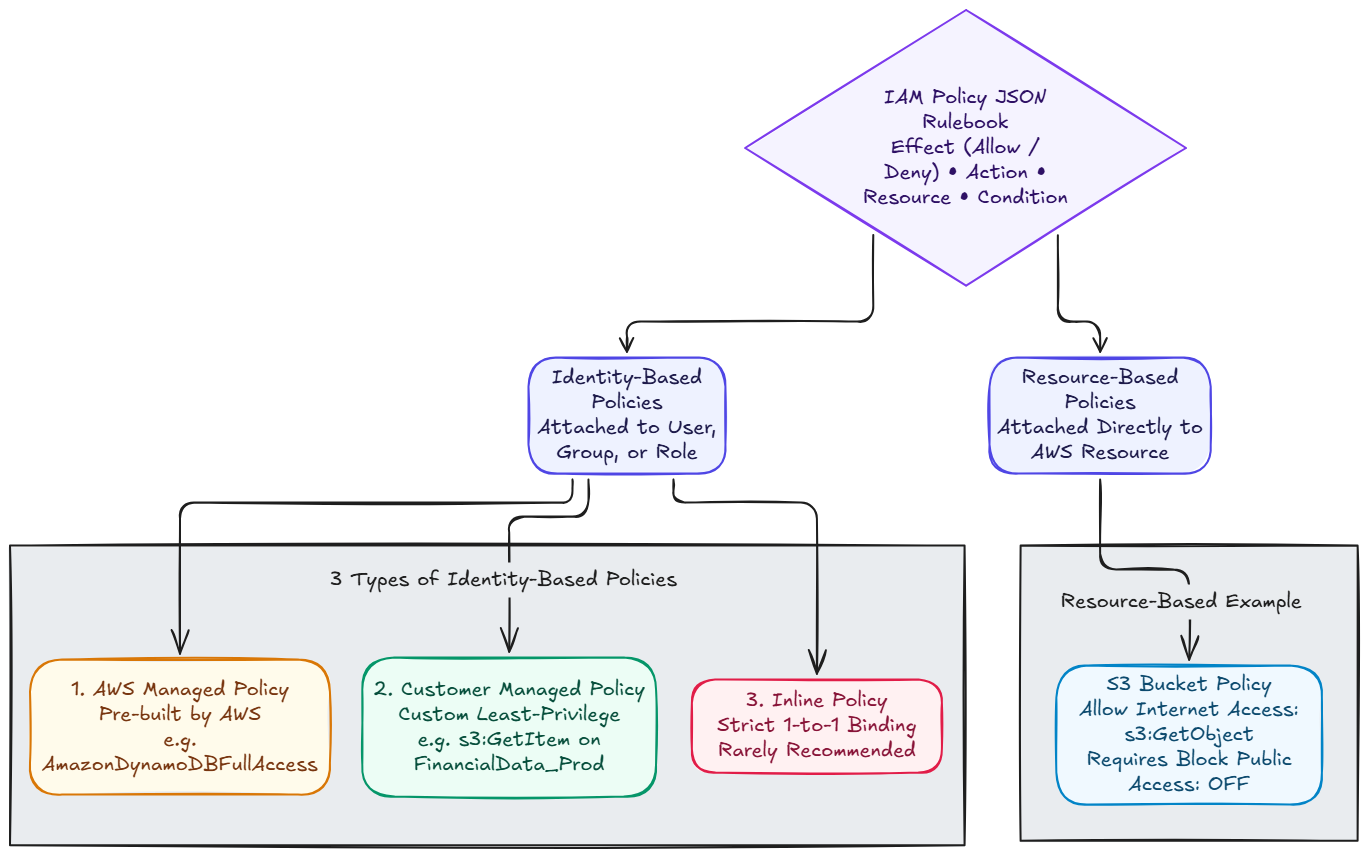 IAM Policy JSON
Rulebook
Effect (Allow /
Deny) • Action •
Resource • Condition
Identity-Based
Policies
Attached to User,
Group, or Role
Resource-Based
Policies
Attached Directly to
AWS Resource
3 Types of Identity-Based Policies
1. AWS Managed Policy
Pre-built by AWS
e.g.
AmazonDynamoDBFullAccess
2. Customer Managed Policy
Custom Least-Privilege
e.g. s3:GetItem on
FinancialData_Prod
3. Inline Policy
Strict 1-to-1 Binding
Rarely Recommended
Resource-Based Example
S3 Bucket Policy
Allow Internet Access:
s3:GetObject
Requires Block Public
Access: OFF